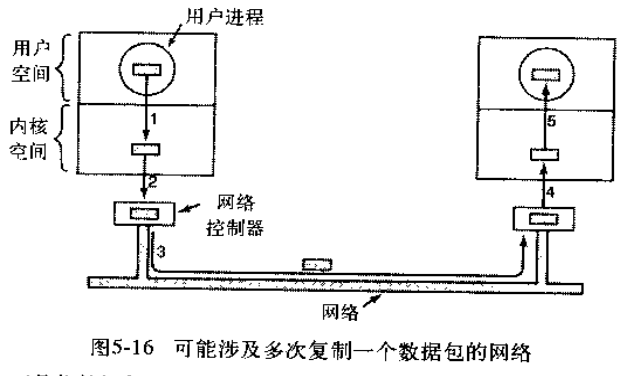 用户进程
用户
空间
1
5
内核
空间
2
4
网络
控制器
3
网络
图5-16 可能涉及多次复制一个数据包的网络